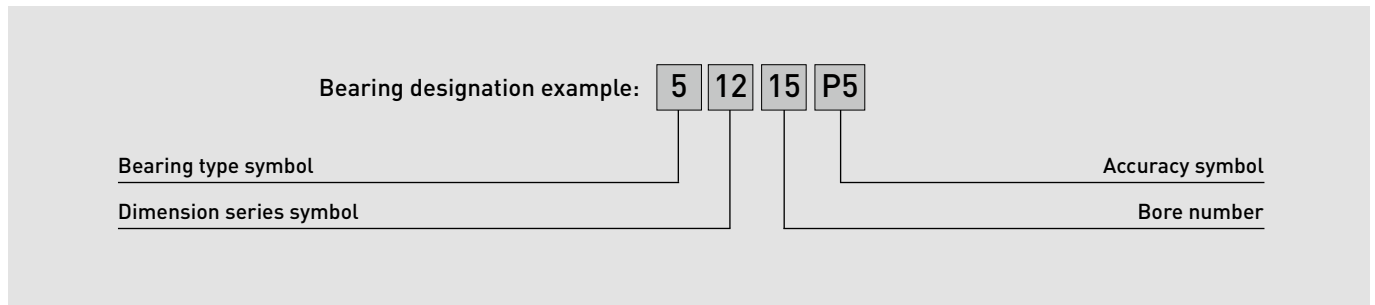 Bearing designation example: 5 12 15 P5
Bearing type symbol Accuracy symbol
Dimension series symbol Bore number